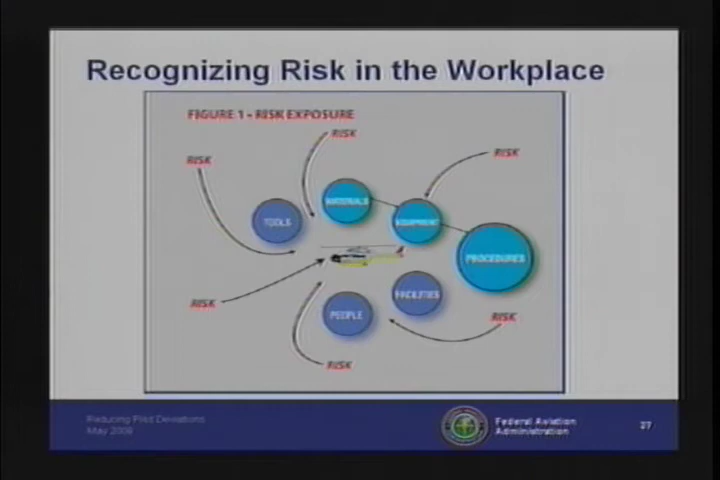 Recognizing Risk in the Workplace
FIGURE 1 - RISK EXPOSURE
RISK
RISK
RISK
MATERIALS
TOOLS
EQUIPMENT
PROCEDURES
FACILITIES
RISK
PEOPLE
RISK
RISK
Reducing Pilot Deviations
Federal Aviation
Administration
27
May 2009